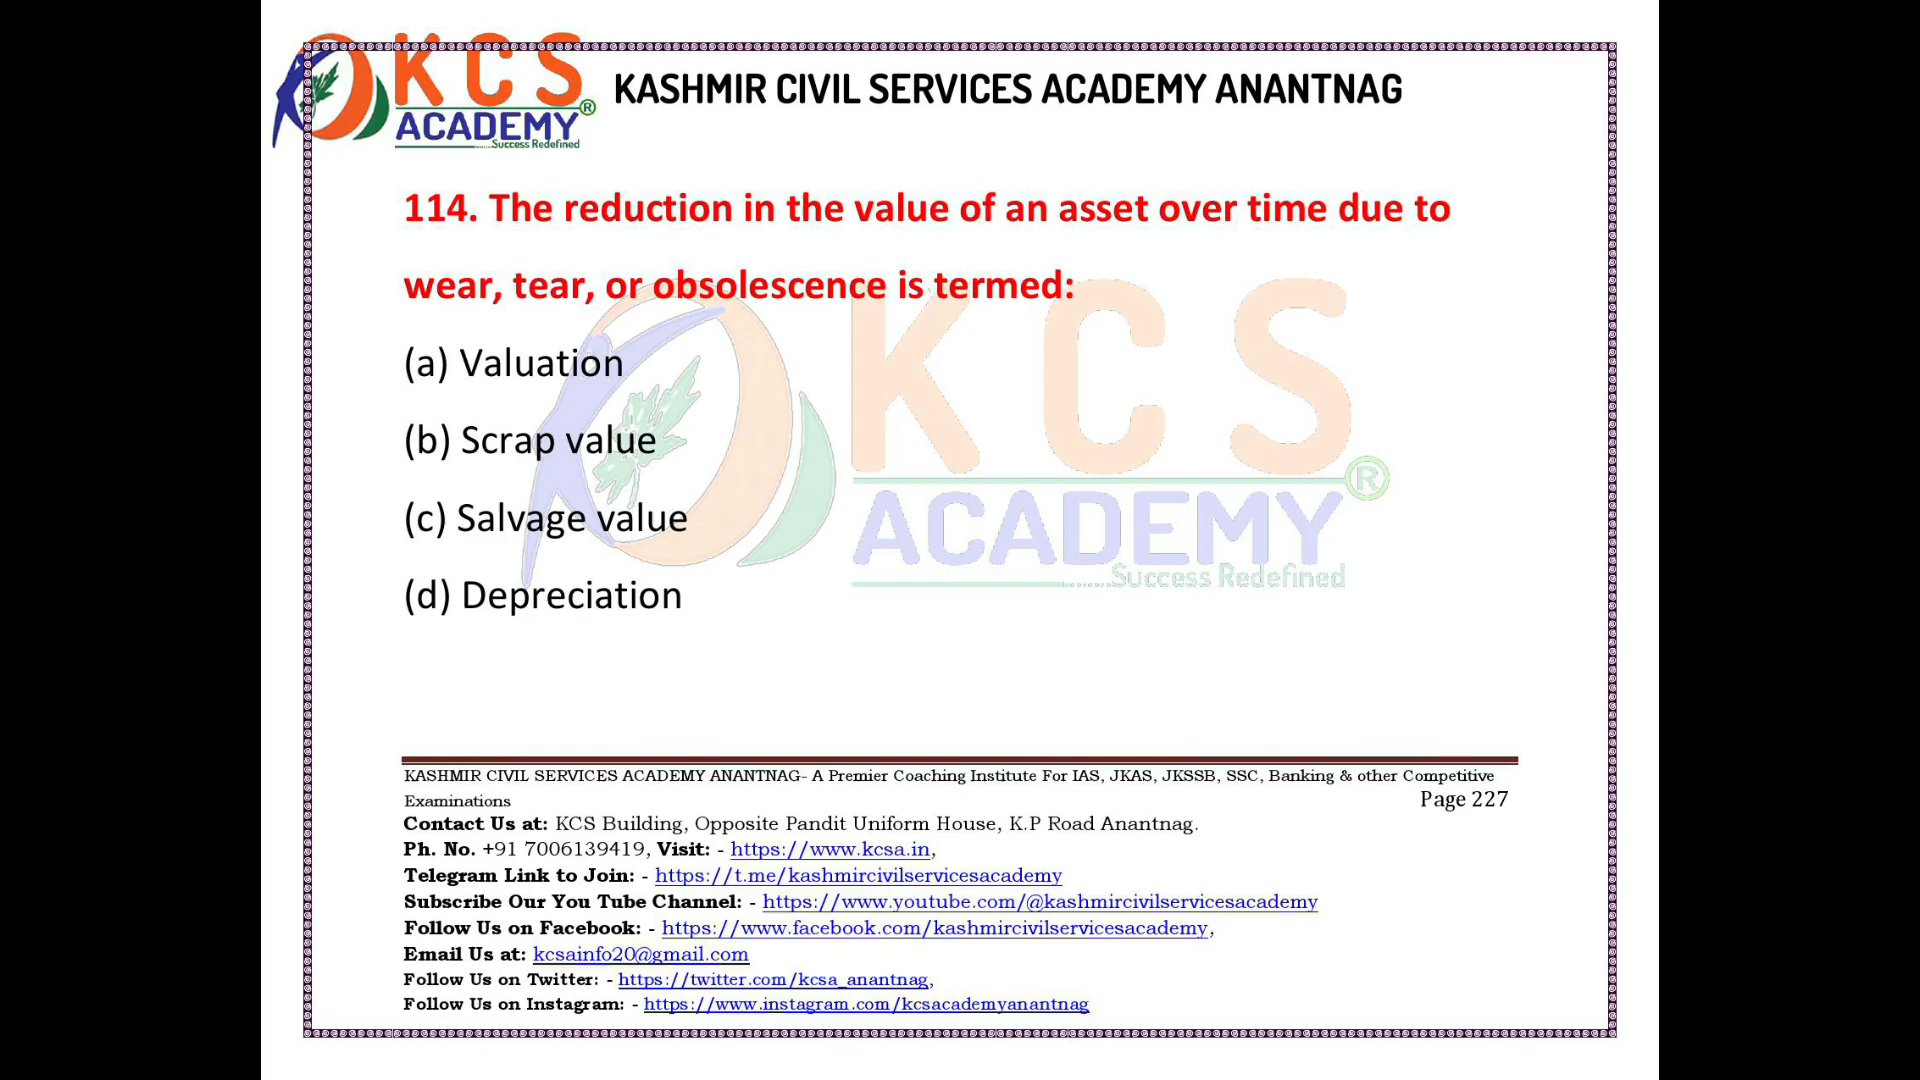 KCS
ACADEMY®
......Success Redefined
KASHMIR CIVIL SERVICES ACADEMY ANANTNAG
114. The reduction in the value of an asset over time due to
wear, tear, or obsolescence is termed:
(a) Valuation
(b) Scrap value
(c) Salvage value
(d) Depreciation
KCS
ACADEMY®
......Success Redefined
KASHMIR CIVIL SERVICES ACADEMY ANANTNAG- A Premier Coaching Institute For IAS, JKAS, JKSSB, SSC, Banking & other Competitive
Examinations Page 227
Contact Us at: KCS Building, Opposite Pandit Uniform House, K.P Road Anantnag.
Ph. No. +91 7006139419, Visit: - https://www.kcsa.in,
Telegram Link to Join: - https://t.me/kashmircivilservicesacademy
Subscribe Our You Tube Channel: - https://www.youtube.com/@kashmircivilservicesacademy
Follow Us on Facebook: - https://www.facebook.com/kashmircivilservicesacademy,
Email Us at: kcsainfo20@gmail.com
Follow Us on Twitter: - https://twitter.com/kcsa_anantnag,
Follow Us on Instagram: - https://www.instagram.com/kcsacademyanantnag